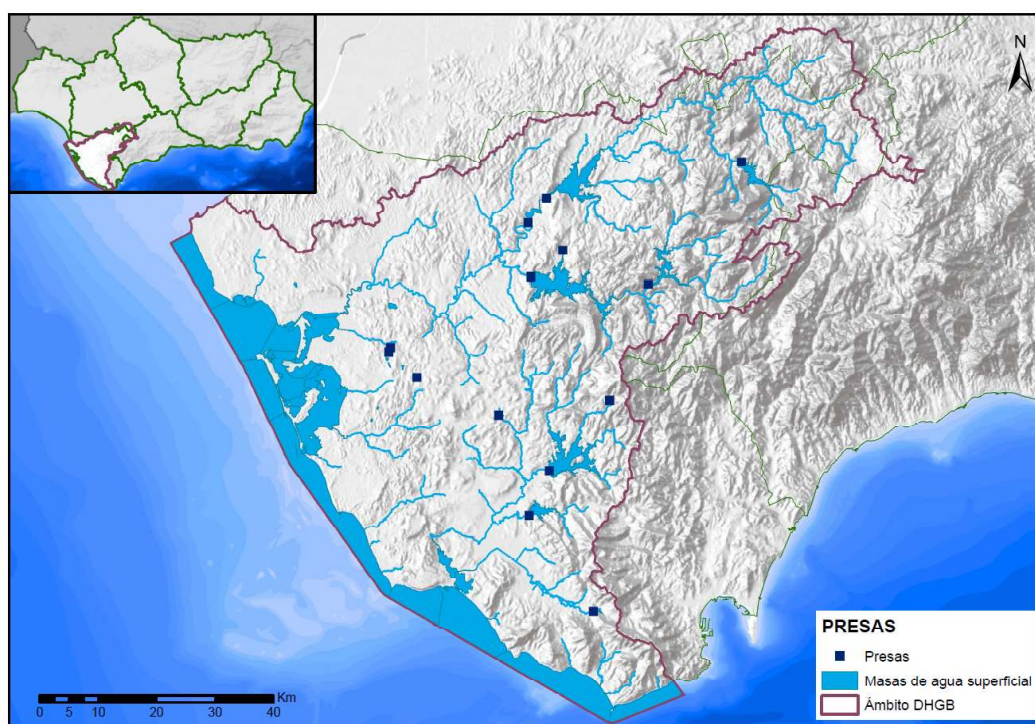 N
PRESAS
Presas
Masas de agua superficial
Ámbito DHGB
Km
0 5 10 20 30 40